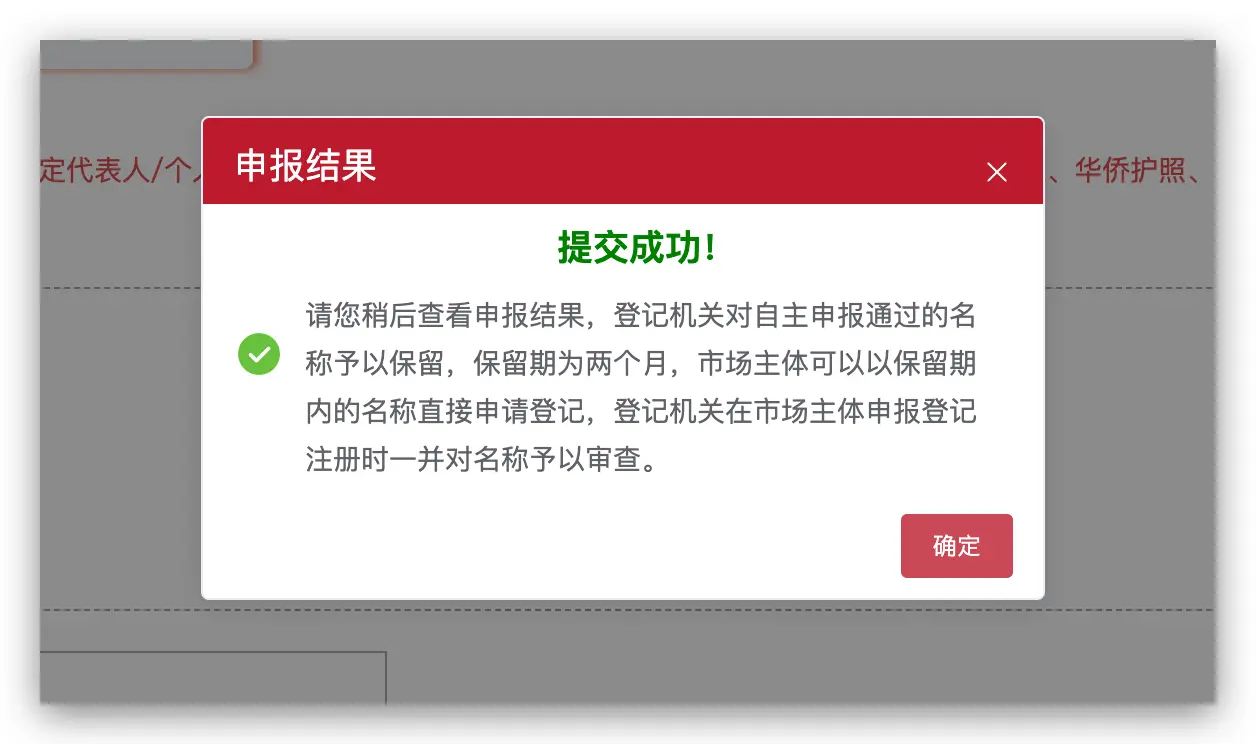 定代表人/个人
申报结果
、华侨护照、
提交成功！
请您稍后查看申报结果，登记机关对自主申报通过的名
称予以保留，保留期为两个月，市场主体可以以保留期
内的名称直接申请登记，登记机关在市场主体申报登记
注册时一并对名称予以审查。
确定